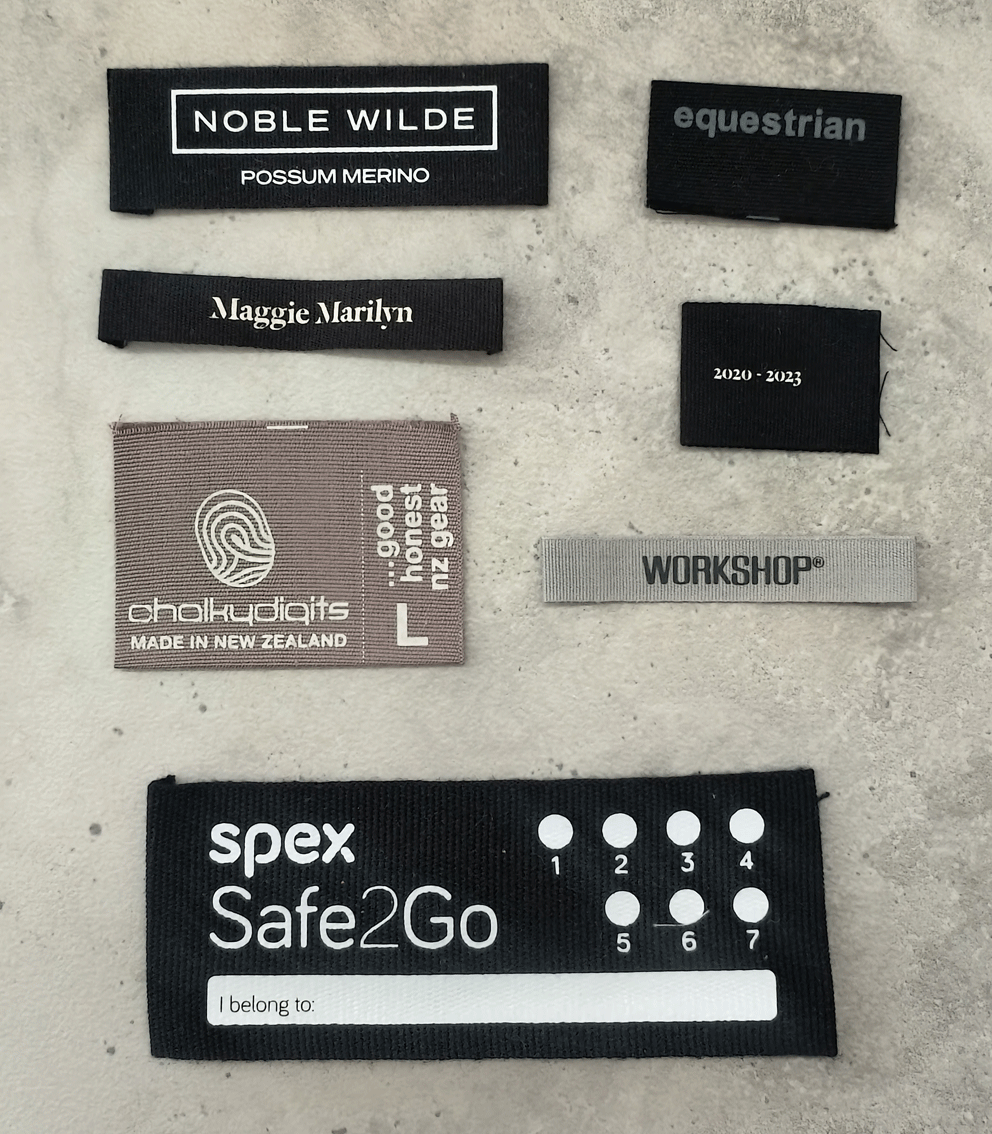 NOBLE WILDE
POSSUM MERINO
equestrian
Maggie Marilyn
2020 - 2023
chalkydigits
MADE IN NEW ZEALAND
...good
honest
nz gear
L
WORKSHOP®
spex
Safe2Go
1 2 3 4
5 6 7
I belong to: